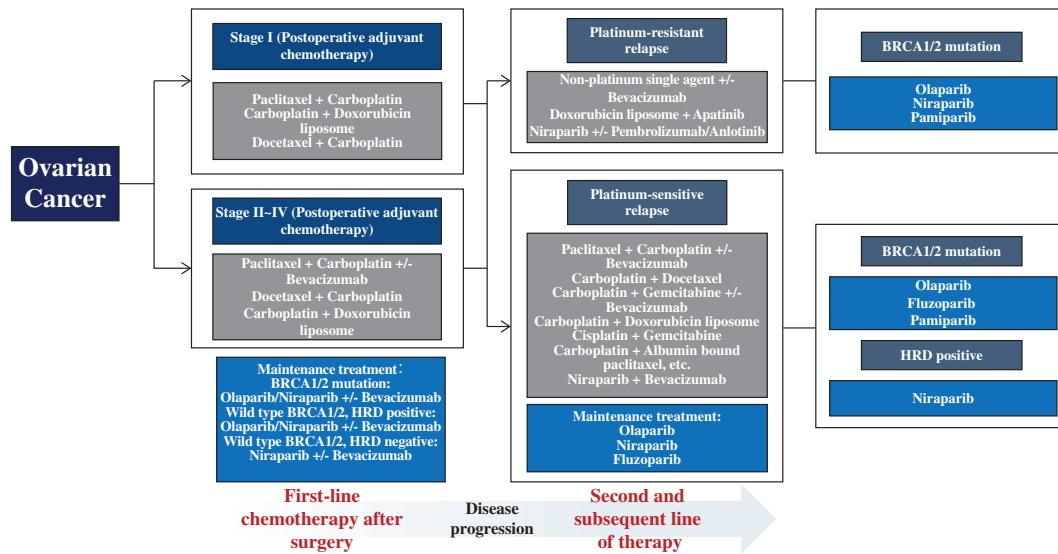 Ovarian
Cancer
Stage I (Postoperative adjuvant
chemotherapy)
Paclitaxel + Carboplatin
Carboplatin + Doxorubicin
liposome
Docetaxel + Carboplatin
Stage II~IV (Postoperative adjuvant
chemotherapy)
Paclitaxel + Carboplatin +/-
Bevacizumab
Docetaxel + Carboplatin
Carboplatin + Doxorubicin
liposome
Maintenance treatment:
BRCA1/2 mutation:
Olaparib/Niraparib +/- Bevacizumab
Wild type BRCA1/2, HRD positive:
Olaparib/Niraparib +/- Bevacizumab
Wild type BRCA1/2, HRD negative:
Niraparib +/- Bevacizumab
Platinum-resistant
relapse
Non-platinum single agent +/-
Bevacizumab
Doxorubicin liposome + Apatinib
Niraparib +/- Pembrolizumab/Anlotinib
Platinum-sensitive
relapse
Paclitaxel + Carboplatin +/-
Bevacizumab
Carboplatin + Docetaxel
Carboplatin + Gemcitabine +/-
Bevacizumab
Carboplatin + Doxorubicin liposome
Cisplatin + Gemcitabine
Carboplatin + Albumin bound
paclitaxel, etc.
Niraparib + Bevacizumab
Maintenance treatment:
Olaparib
Niraparib
Fluzoparib
BRCA1/2 mutation
Olaparib
Niraparib
Pamiparib
BRCA1/2 mutation
Olaparib
Fluzoparib
Pamiparib
HRD positive
Niraparib
First-line
chemotherapy after
surgery
Disease
progression
Second and
subsequent line
of therapy